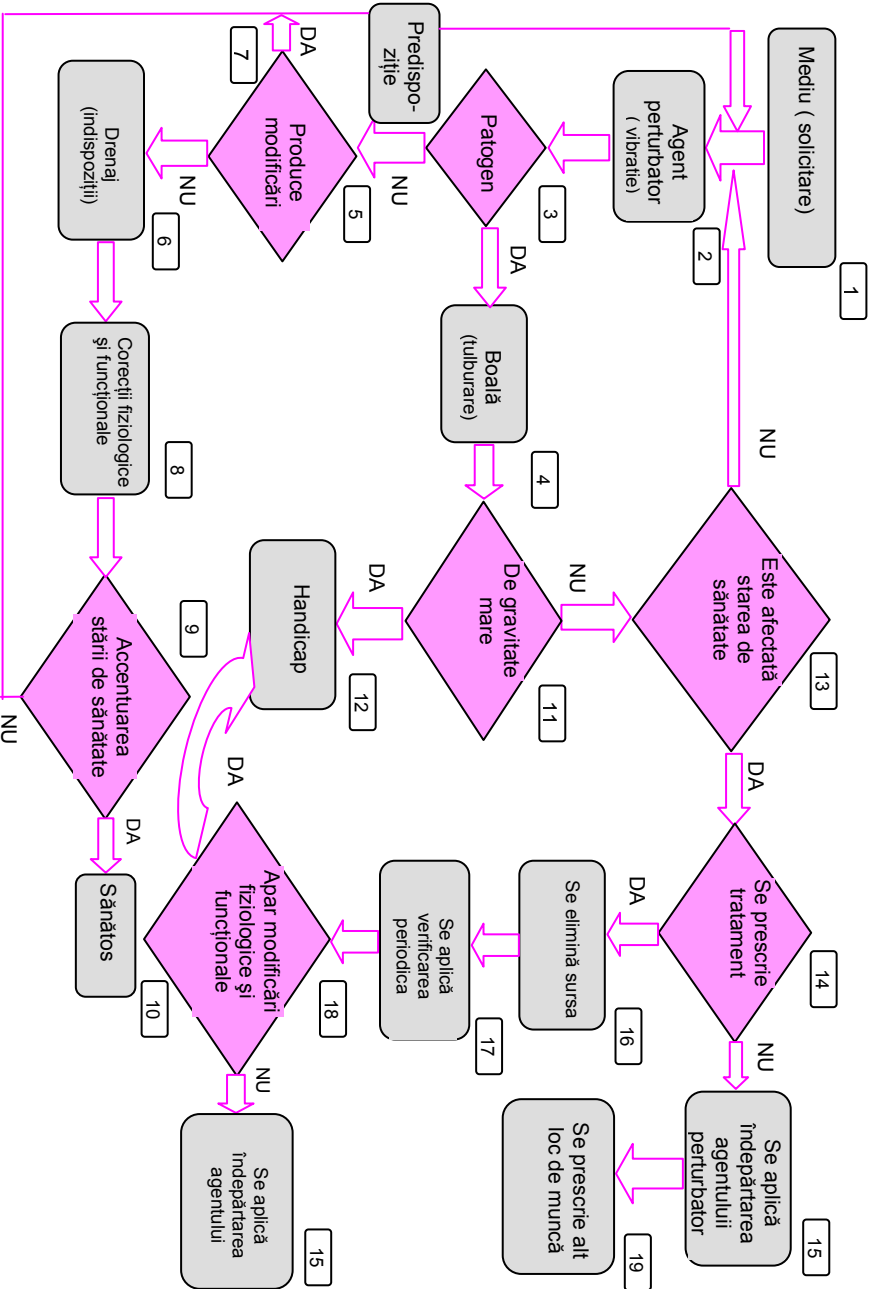 Mediu ( solicitare)
1
Agent
perturbator
( vibratie)
2
Patogen
3
Predispo-
ziție
NU
DA
Produce
modificări
5
DA
7
NU
Drenaj
(indispoziții)
6
Boală
(tulburare)
4
Corecții fiziologice
și funcționale
8
De gravitate
mare
11
NU
DA
Handicap
12
Este afectată
starea de
sănătate
13
NU
DA
Accentuarea
stării de sănătate
9
NU
DA
Sănătos
10
Se prescrie
tratament
14
DA
NU
Se elimină sursa
16
Se aplică
verificarea
periodica
17
Apar modificări
fiziologice și
funcționale
18
DA
NU
Se aplică
îndepărtarea
agentului
15
Se aplică
îndepărtarea
agentuluii
perturbator
15
Se prescrie alt
loc de muncă
19